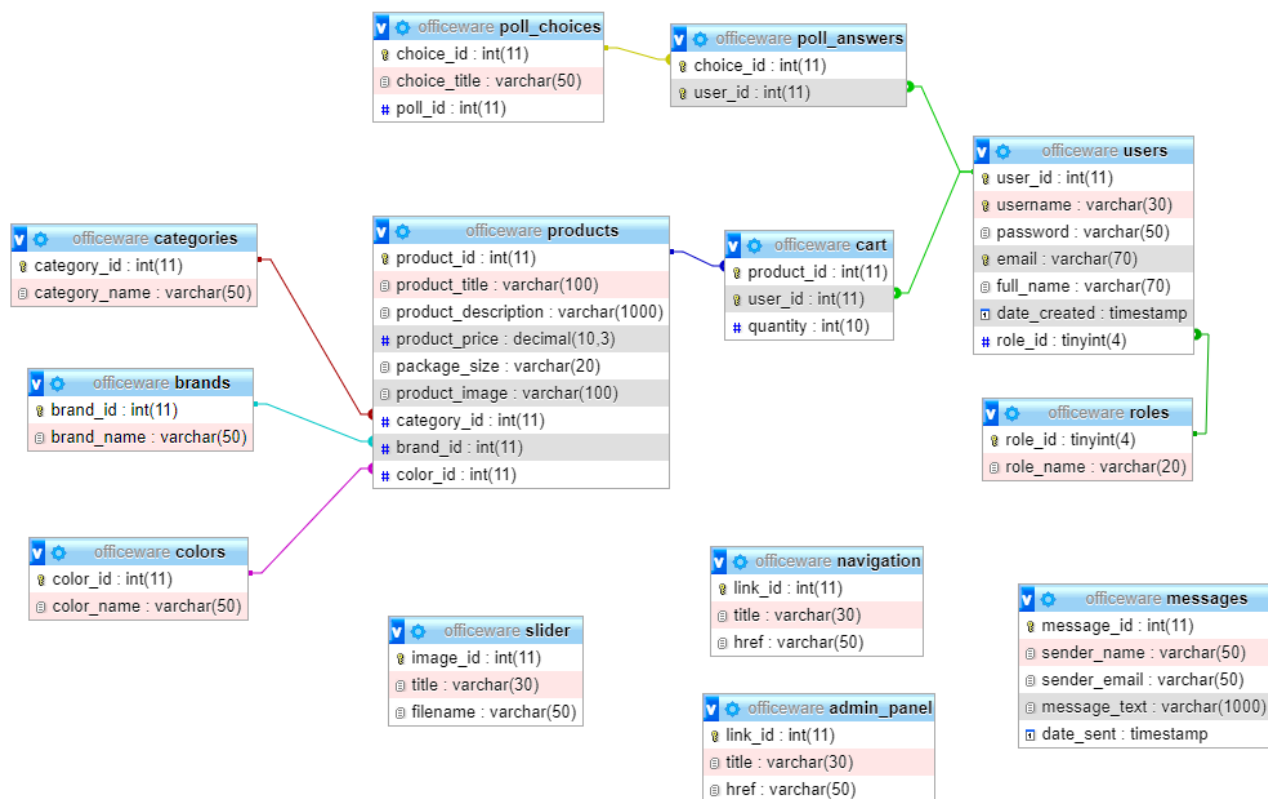 officeware poll_choices
choice_id : int(11)
choice_title : varchar(50)
# poll_id : int(11)
officeware poll_answers
choice_id : int(11)
user_id : int(11)
officeware users
user_id : int(11)
username : varchar(30)
password : varchar(50)
email : varchar(70)
full_name : varchar(70)
date_created : timestamp
# role_id : tinyint(4)
officeware categories
category_id : int(11)
category_name : varchar(50)
officeware products
product_id : int(11)
product_title : varchar(100)
product_description : varchar(1000)
# product_price : decimal(10,3)
package_size : varchar(20)
product_image : varchar(100)
# category_id : int(11)
# brand_id : int(11)
# color_id : int(11)
officeware cart
product_id : int(11)
user_id : int(11)
# quantity : int(10)
officeware brands
brand_id : int(11)
brand_name : varchar(50)
officeware roles
role_id : tinyint(4)
role_name : varchar(20)
officeware colors
color_id : int(11)
color_name : varchar(50)
officeware navigation
link_id : int(11)
title : varchar(30)
href : varchar(50)
officeware messages
message_id : int(11)
sender_name : varchar(50)
sender_email : varchar(50)
message_text : varchar(1000)
date_sent : timestamp
officeware slider
image_id : int(11)
title : varchar(30)
filename : varchar(50)
officeware admin_panel
link_id : int(11)
title : varchar(30)
href : varchar(50)